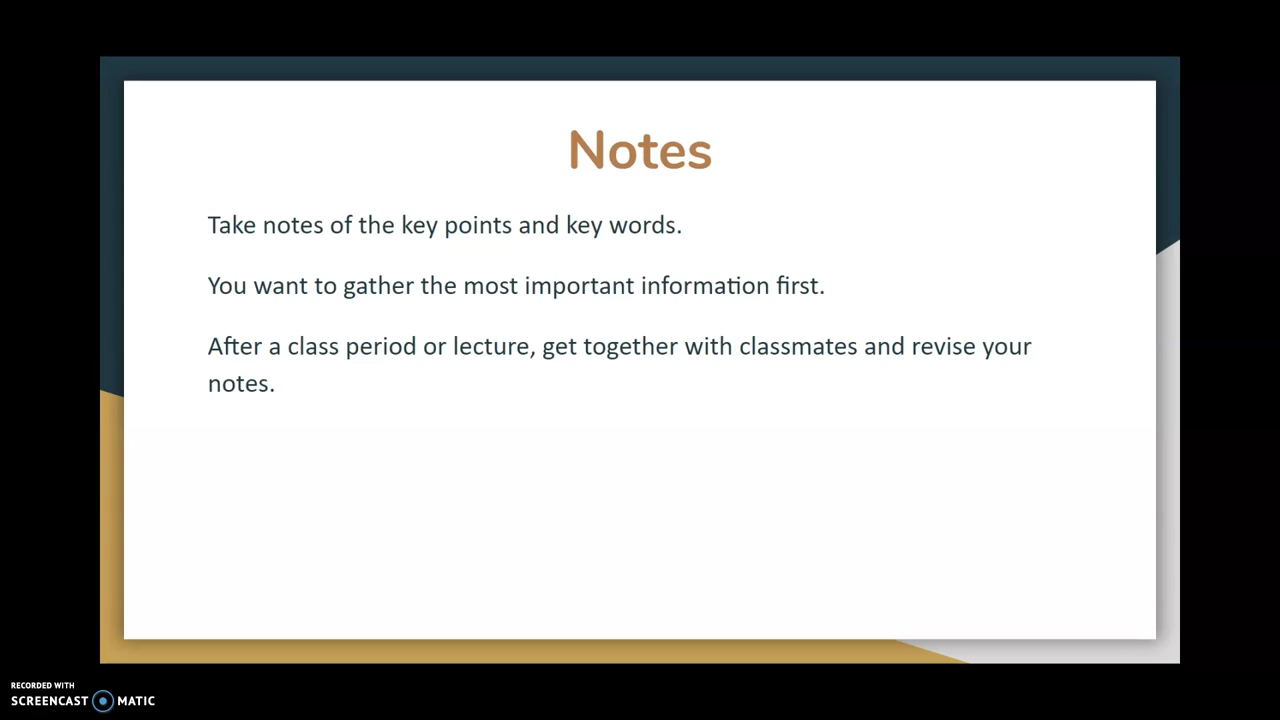 Notes
Take notes of the key points and key words.
You want to gather the most important information first.
After a class period or lecture, get together with classmates and revise your
notes.
RECORDED WITH
SCREENCAST MATIC